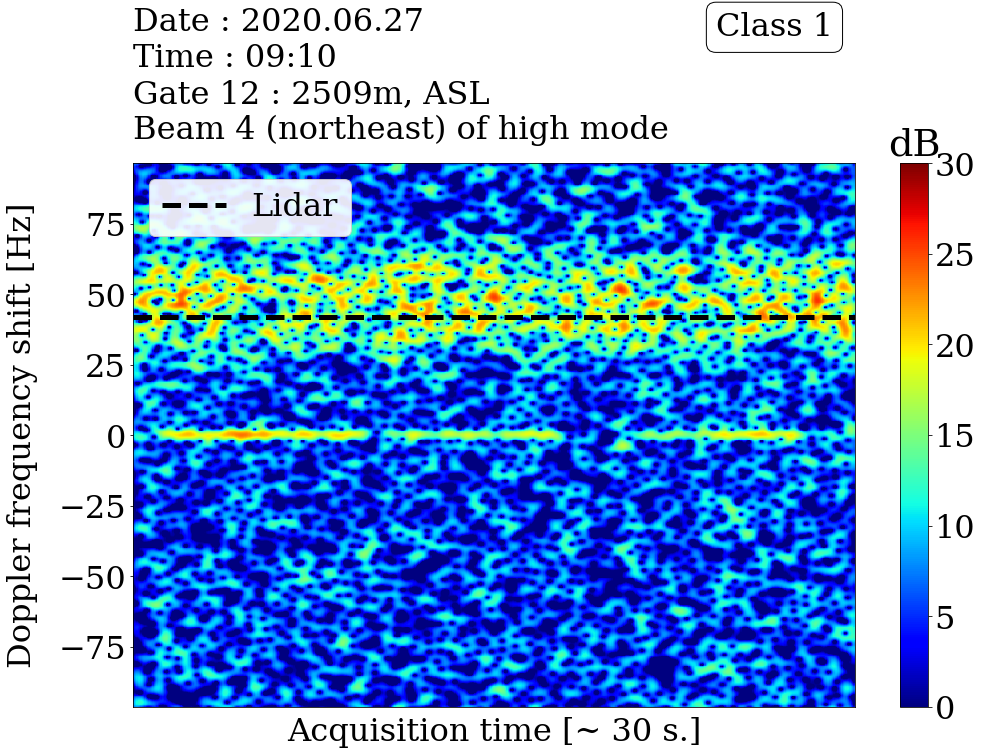 Date : 2020.06.27
Time : 09:10
Gate 12 : 2509m, ASL
Beam 4 (northeast) of high mode
Class 1
dB
Lidar
Doppler frequency shift [Hz]
75
50
25
0
−25
−50
−75
Acquisition time [~ 30 s.]
30
25
20
15
10
5
0